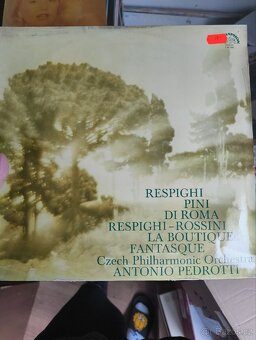 RESPIGHI
PINI
DI ROMA
RESPIGHI-ROSSINI
LA BOUTIQUE
FANTASQUE
Czech Philharmonic Orchestra
ANTONIO PEDROTTI